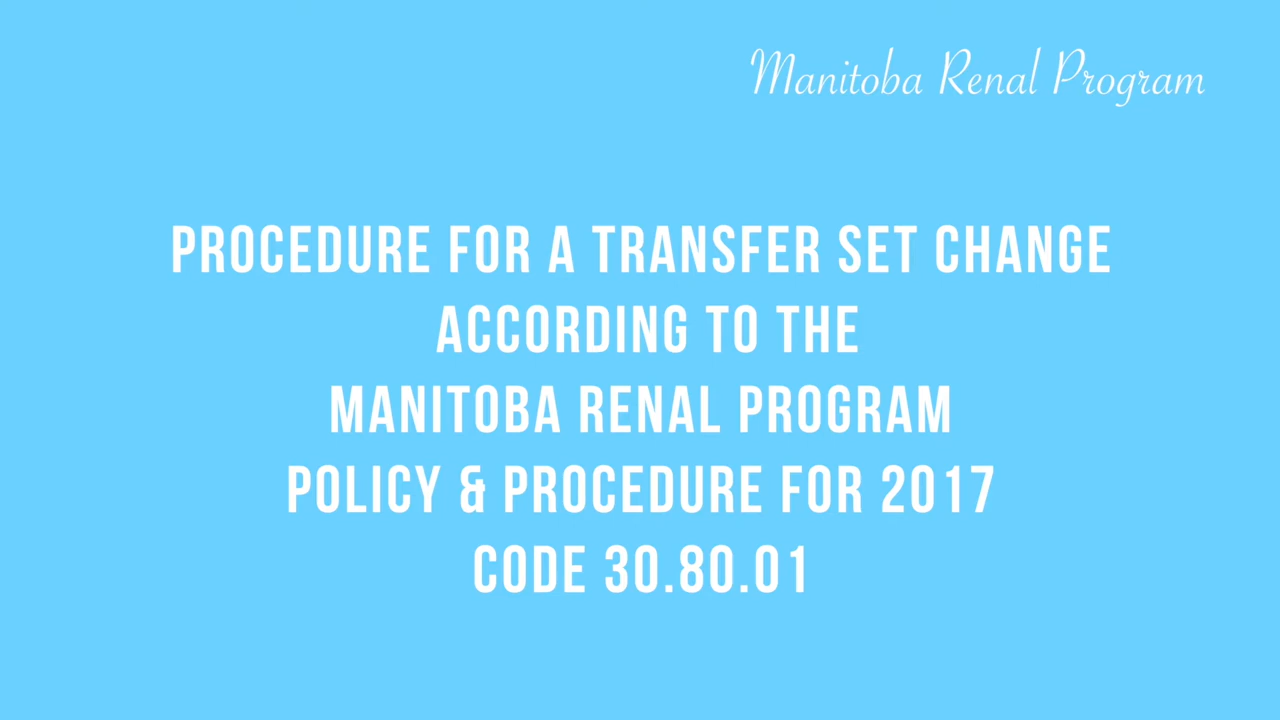 Manitoba Renal Program
PROCEDURE FOR A TRANSFER SET CHANGE
ACCORDING TO THE
MANITOBA RENAL PROGRAM
POLICY & PROCEDURE FOR 2017
CODE 30.80.01